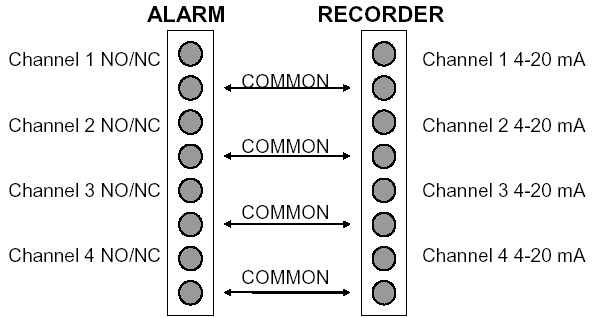 ALARM RECORDER
Channel 1 NO/NC Channel 1 4-20 mA
COMMON
Channel 2 NO/NC Channel 2 4-20 mA
COMMON
Channel 3 NO/NC Channel 3 4-20 mA
COMMON
Channel 4 NO/NC Channel 4 4-20 mA
COMMON